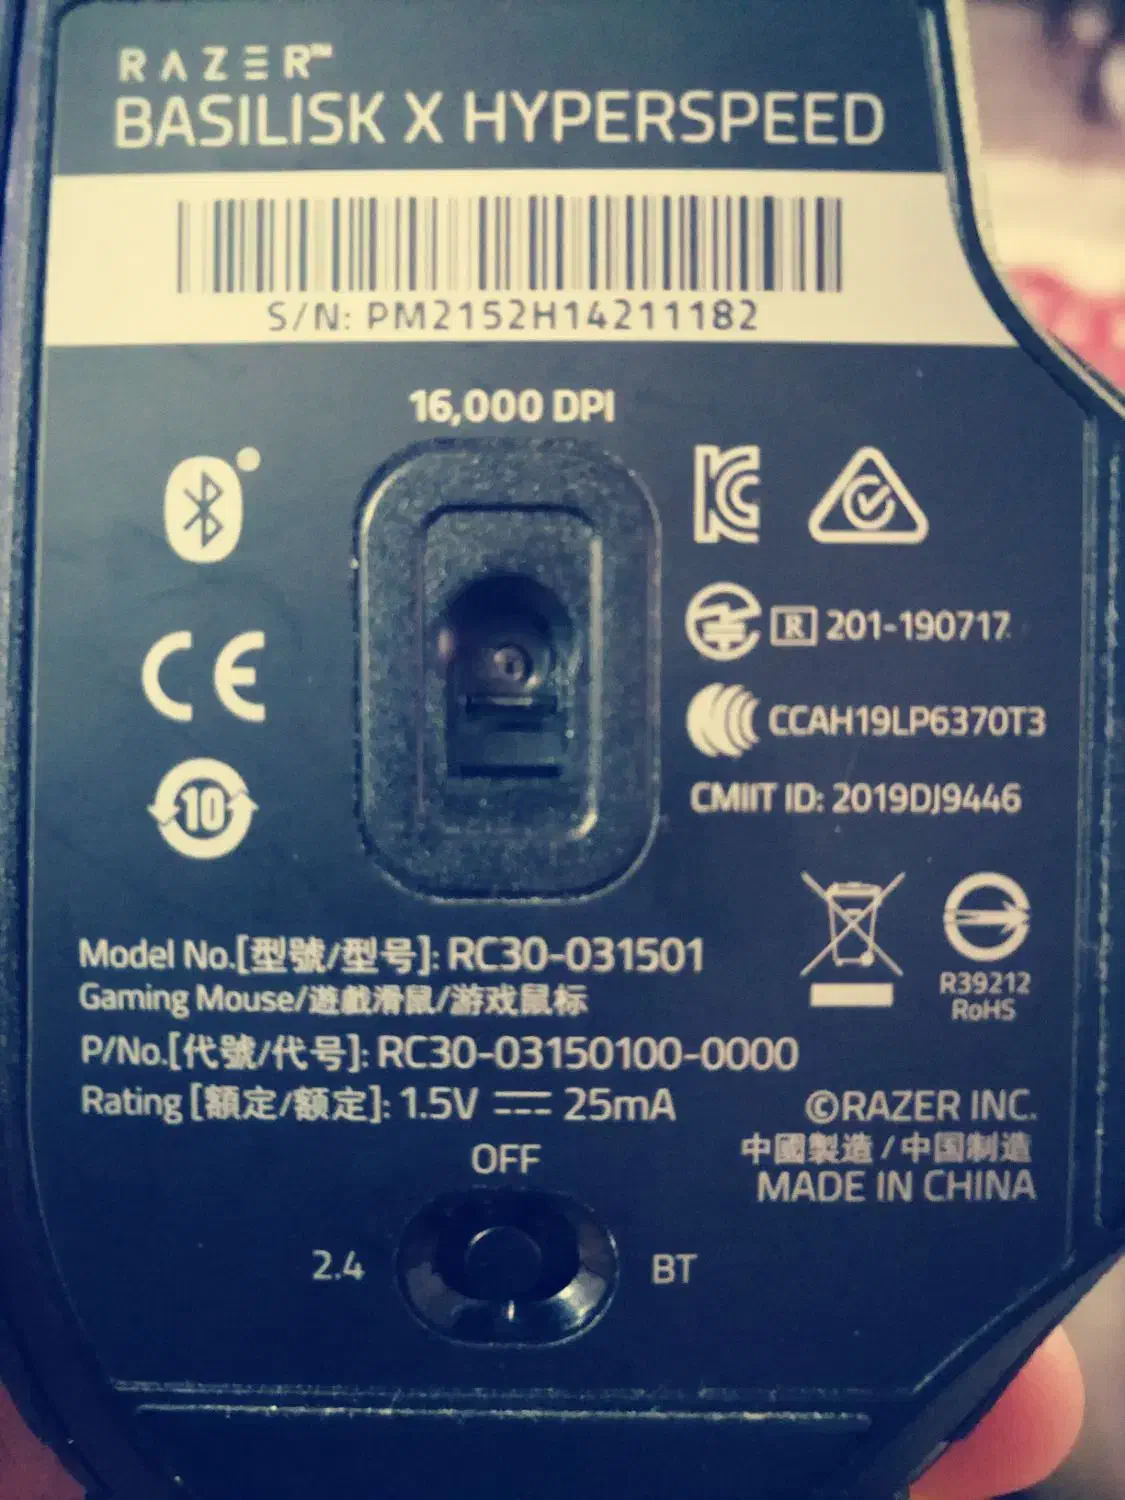 RAZER™
BASILISK X HYPERSPEED
S/N: PM2152H14211182
16,000 DPI
R 201-190717
CCAH19LP6370T3
CMIIT ID: 2019DJ9446
10
R39212
RoHS
Model No.[型號/型号]: RC30-031501
Gaming Mouse/遊戲滑鼠/游戏鼠标
P/No.[代號/代号]: RC30-03150100-0000
Rating [額定/额定]: 1.5V ⎓ 25mA
©RAZER INC.
中國製造 / 中国制造
MADE IN CHINA
OFF
2.4
BT